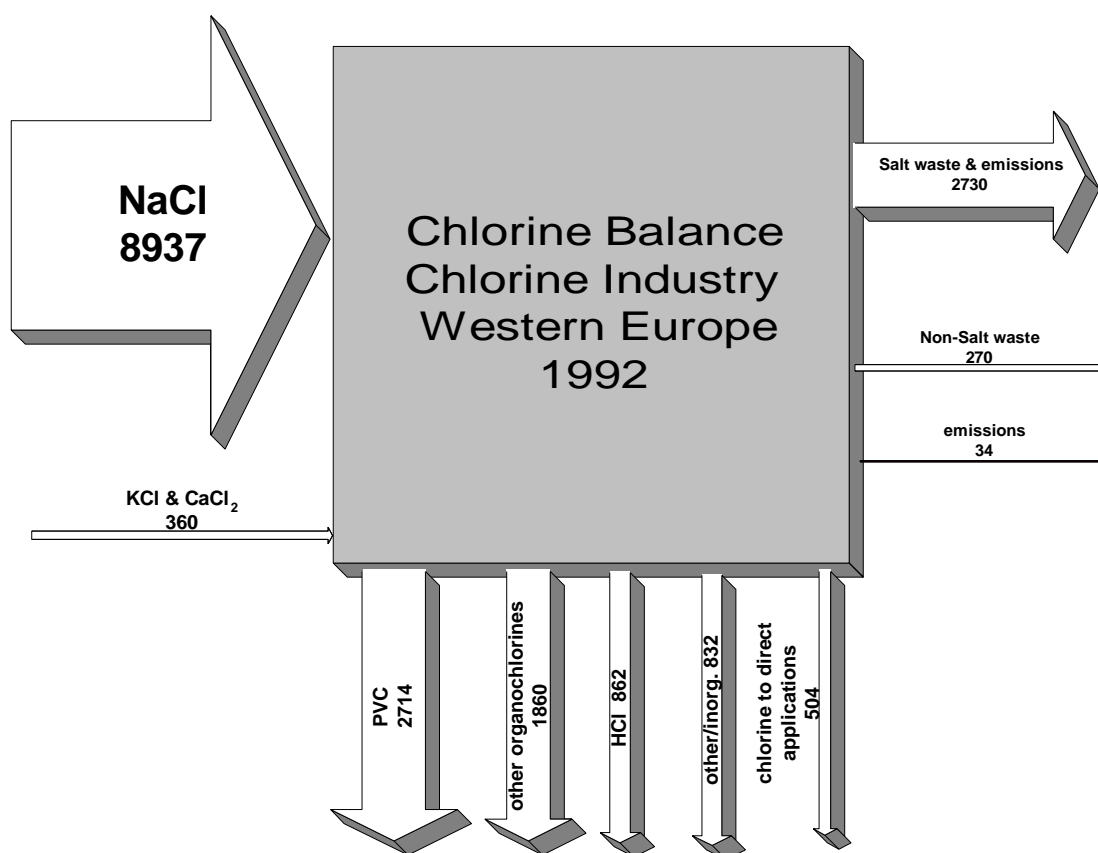 NaCl
8937
KCl & CaCl₂
360
Chlorine Balance
Chlorine Industry
Western Europe
1992
Salt waste & emissions
2730
Non-Salt waste
270
emissions
34
PVC
2714
other organochlorines
1860
HCl 862
other/inorg. 832
chlorine to direct
applications
504